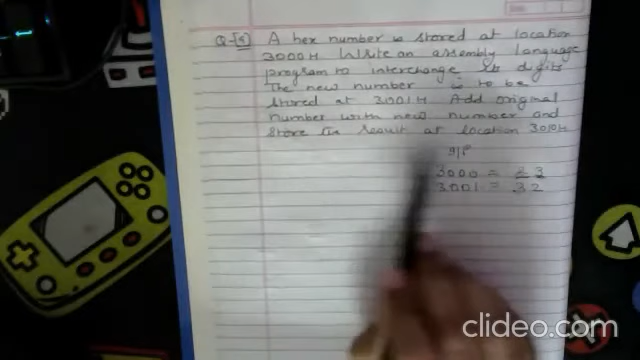 Q-[5] A hex number is stored at location
3000H Write an assembly language
program to interchange its digits
The new number is to be
stored at 3001H Add original
number with new number and
store the result at location 3010H
I/P
3000 = 23
3001 = 32
clideo.com